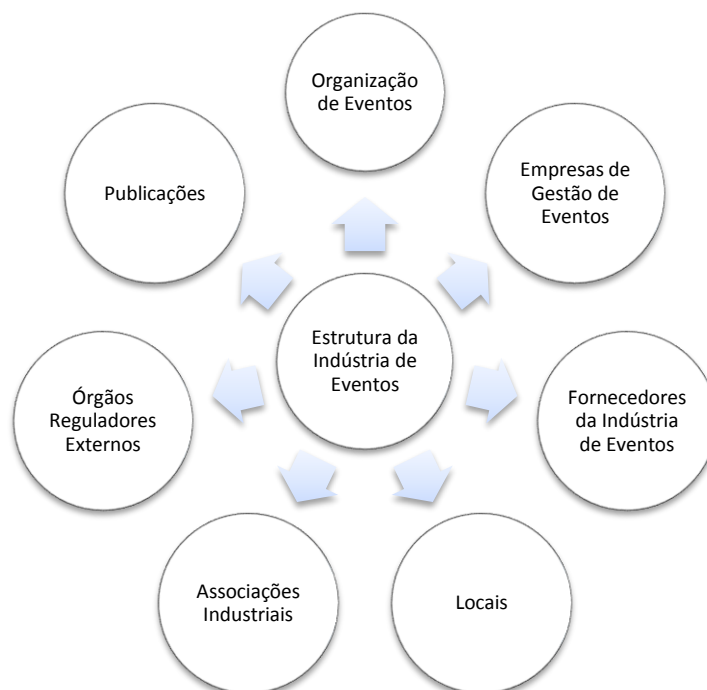 Organização
de Eventos
Empresas de
Gestão de
Eventos
Fornecedores
da Indústria
de Eventos
Locais
Associações
Industriais
Órgãos
Reguladores
Externos
Publicações
Estrutura da
Indústria de
Eventos